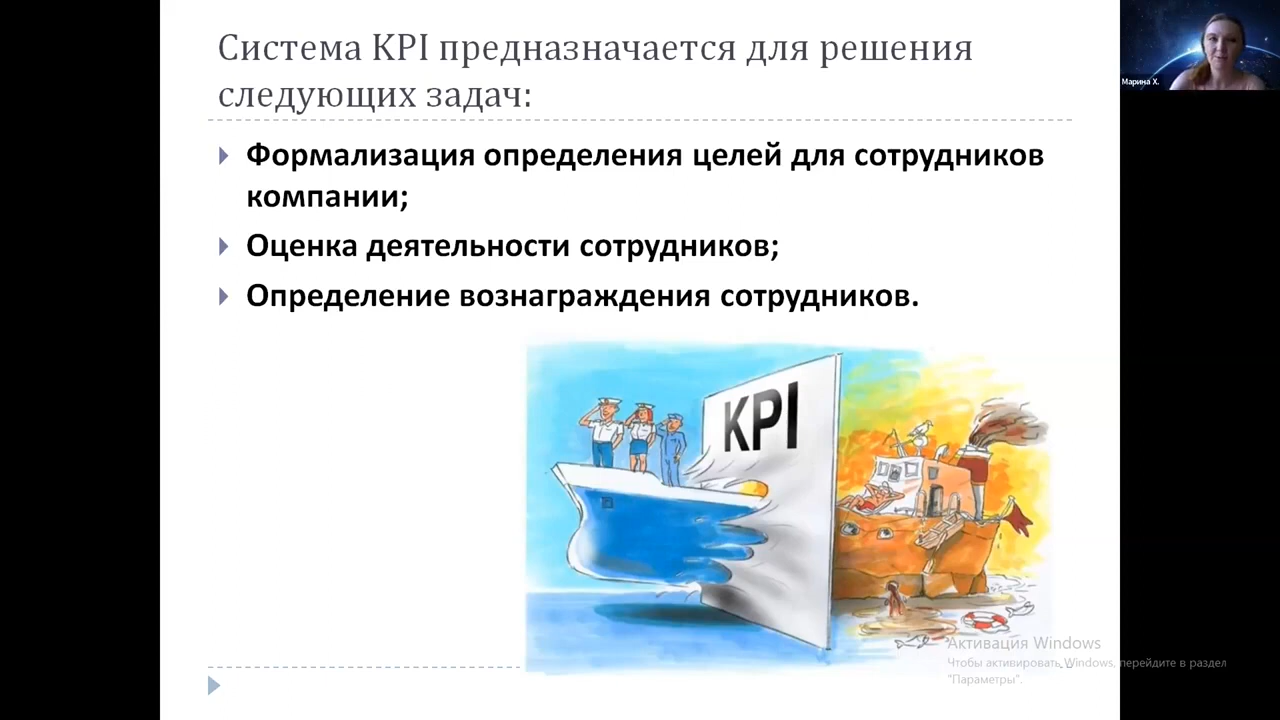 Система KPI предназначается для решения
следующих задач:
Формализация определения целей для сотрудников
компании;
Оценка деятельности сотрудников;
Определение вознаграждения сотрудников.
KPI
Марина Х.
Активация Windows
Чтобы активировать Windows, перейдите в раздел
"Параметры".